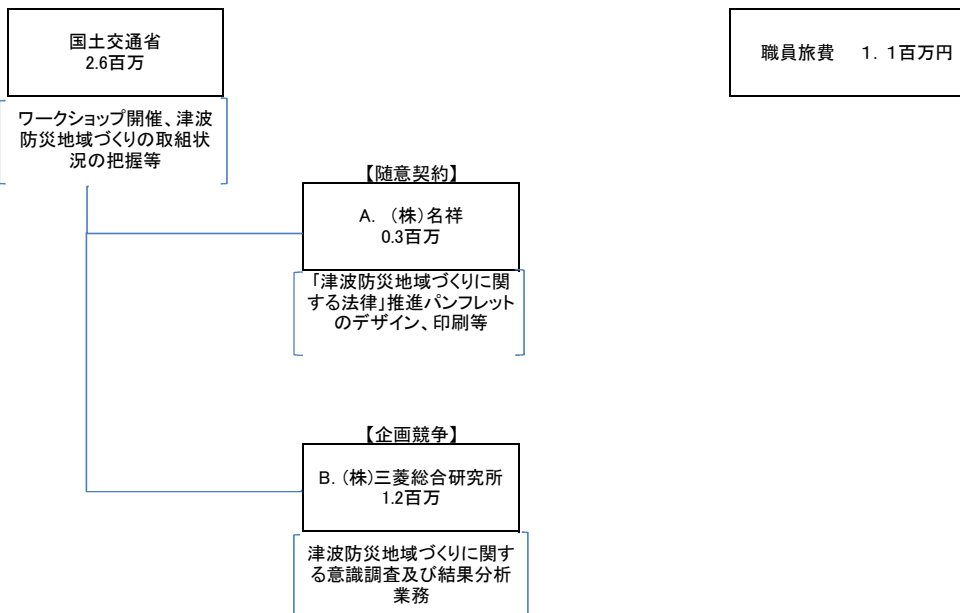 国土交通省
2.6百万
職員旅費　1．1百万円
ワークショップ開催、津波
防災地域づくりの取組状
況の把握等
【随意契約】
A.　（株）名祥
0.3百万
「津波防災地域づくりに関
する法律」推進パンフレット
のデザイン、印刷等
【企画競争】
B.（株）三菱総合研究所
1.2百万
津波防災地域づくりに関す
る意識調査及び結果分析
業務